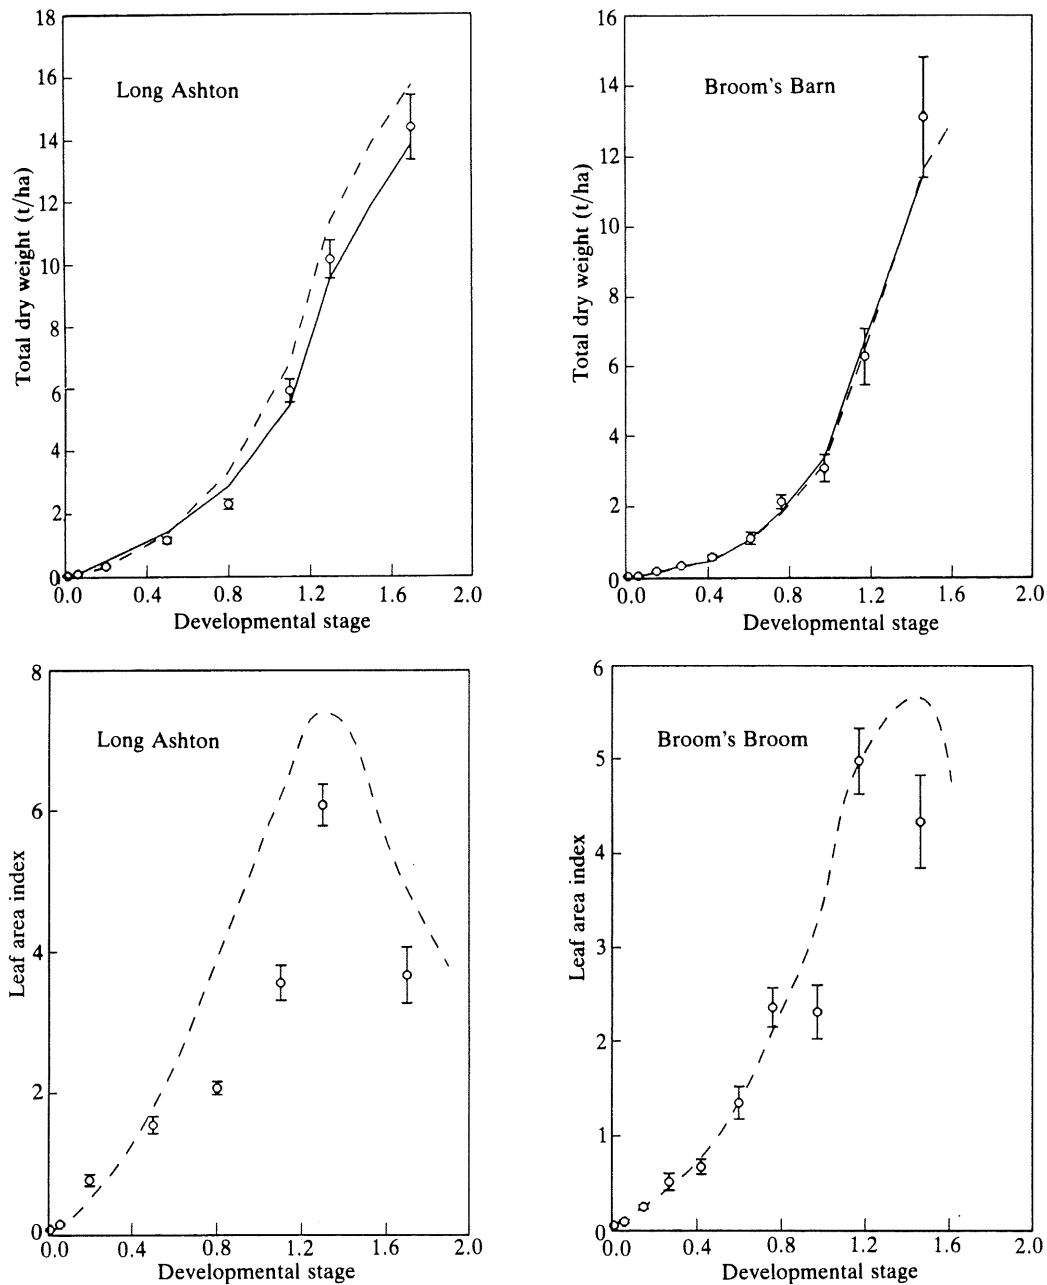 18
16
14
12
10
8
6
4
2
0
Total dry weight (t/ha)
Long Ashton
0.0 0.4 0.8 1.2 1.6 2.0
Developmental stage
16
14
12
10
8
6
4
2
0
Total dry weight (t/ha)
Broom's Barn
0.0 0.4 0.8 1.2 1.6 2.0
Developmental stage
8
6
4
2
0
Leaf area index
Long Ashton
0.0 0.4 0.8 1.2 1.6 2.0
Developmental stage
6
5
4
3
2
1
0
Leaf area index
Broom's Broom
0.0 0.4 0.8 1.2 1.6 2.0
Developmental stage